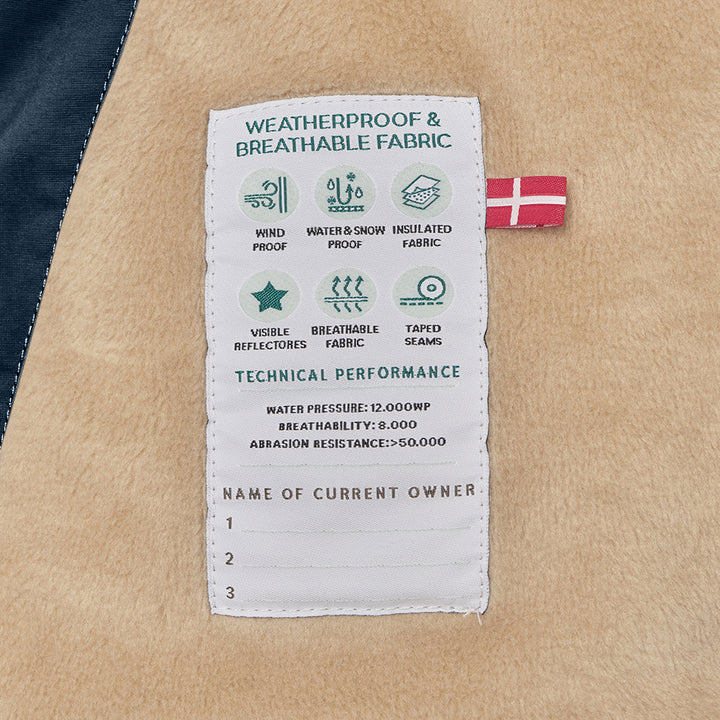 WEATHERPROOF &
BREATHABLE FABRIC
WIND
PROOF
WATER & SNOW
PROOF
INSULATED
FABRIC
VISIBLE
REFLECTORES
BREATHABLE
FABRIC
TAPED
SEAMS
TECHNICAL PERFORMANCE
WATER PRESSURE: 12.000WP
BREATHABILITY: 8.000
ABRASION RESISTANCE:>50.000
NAME OF CURRENT OWNER
1
2
3